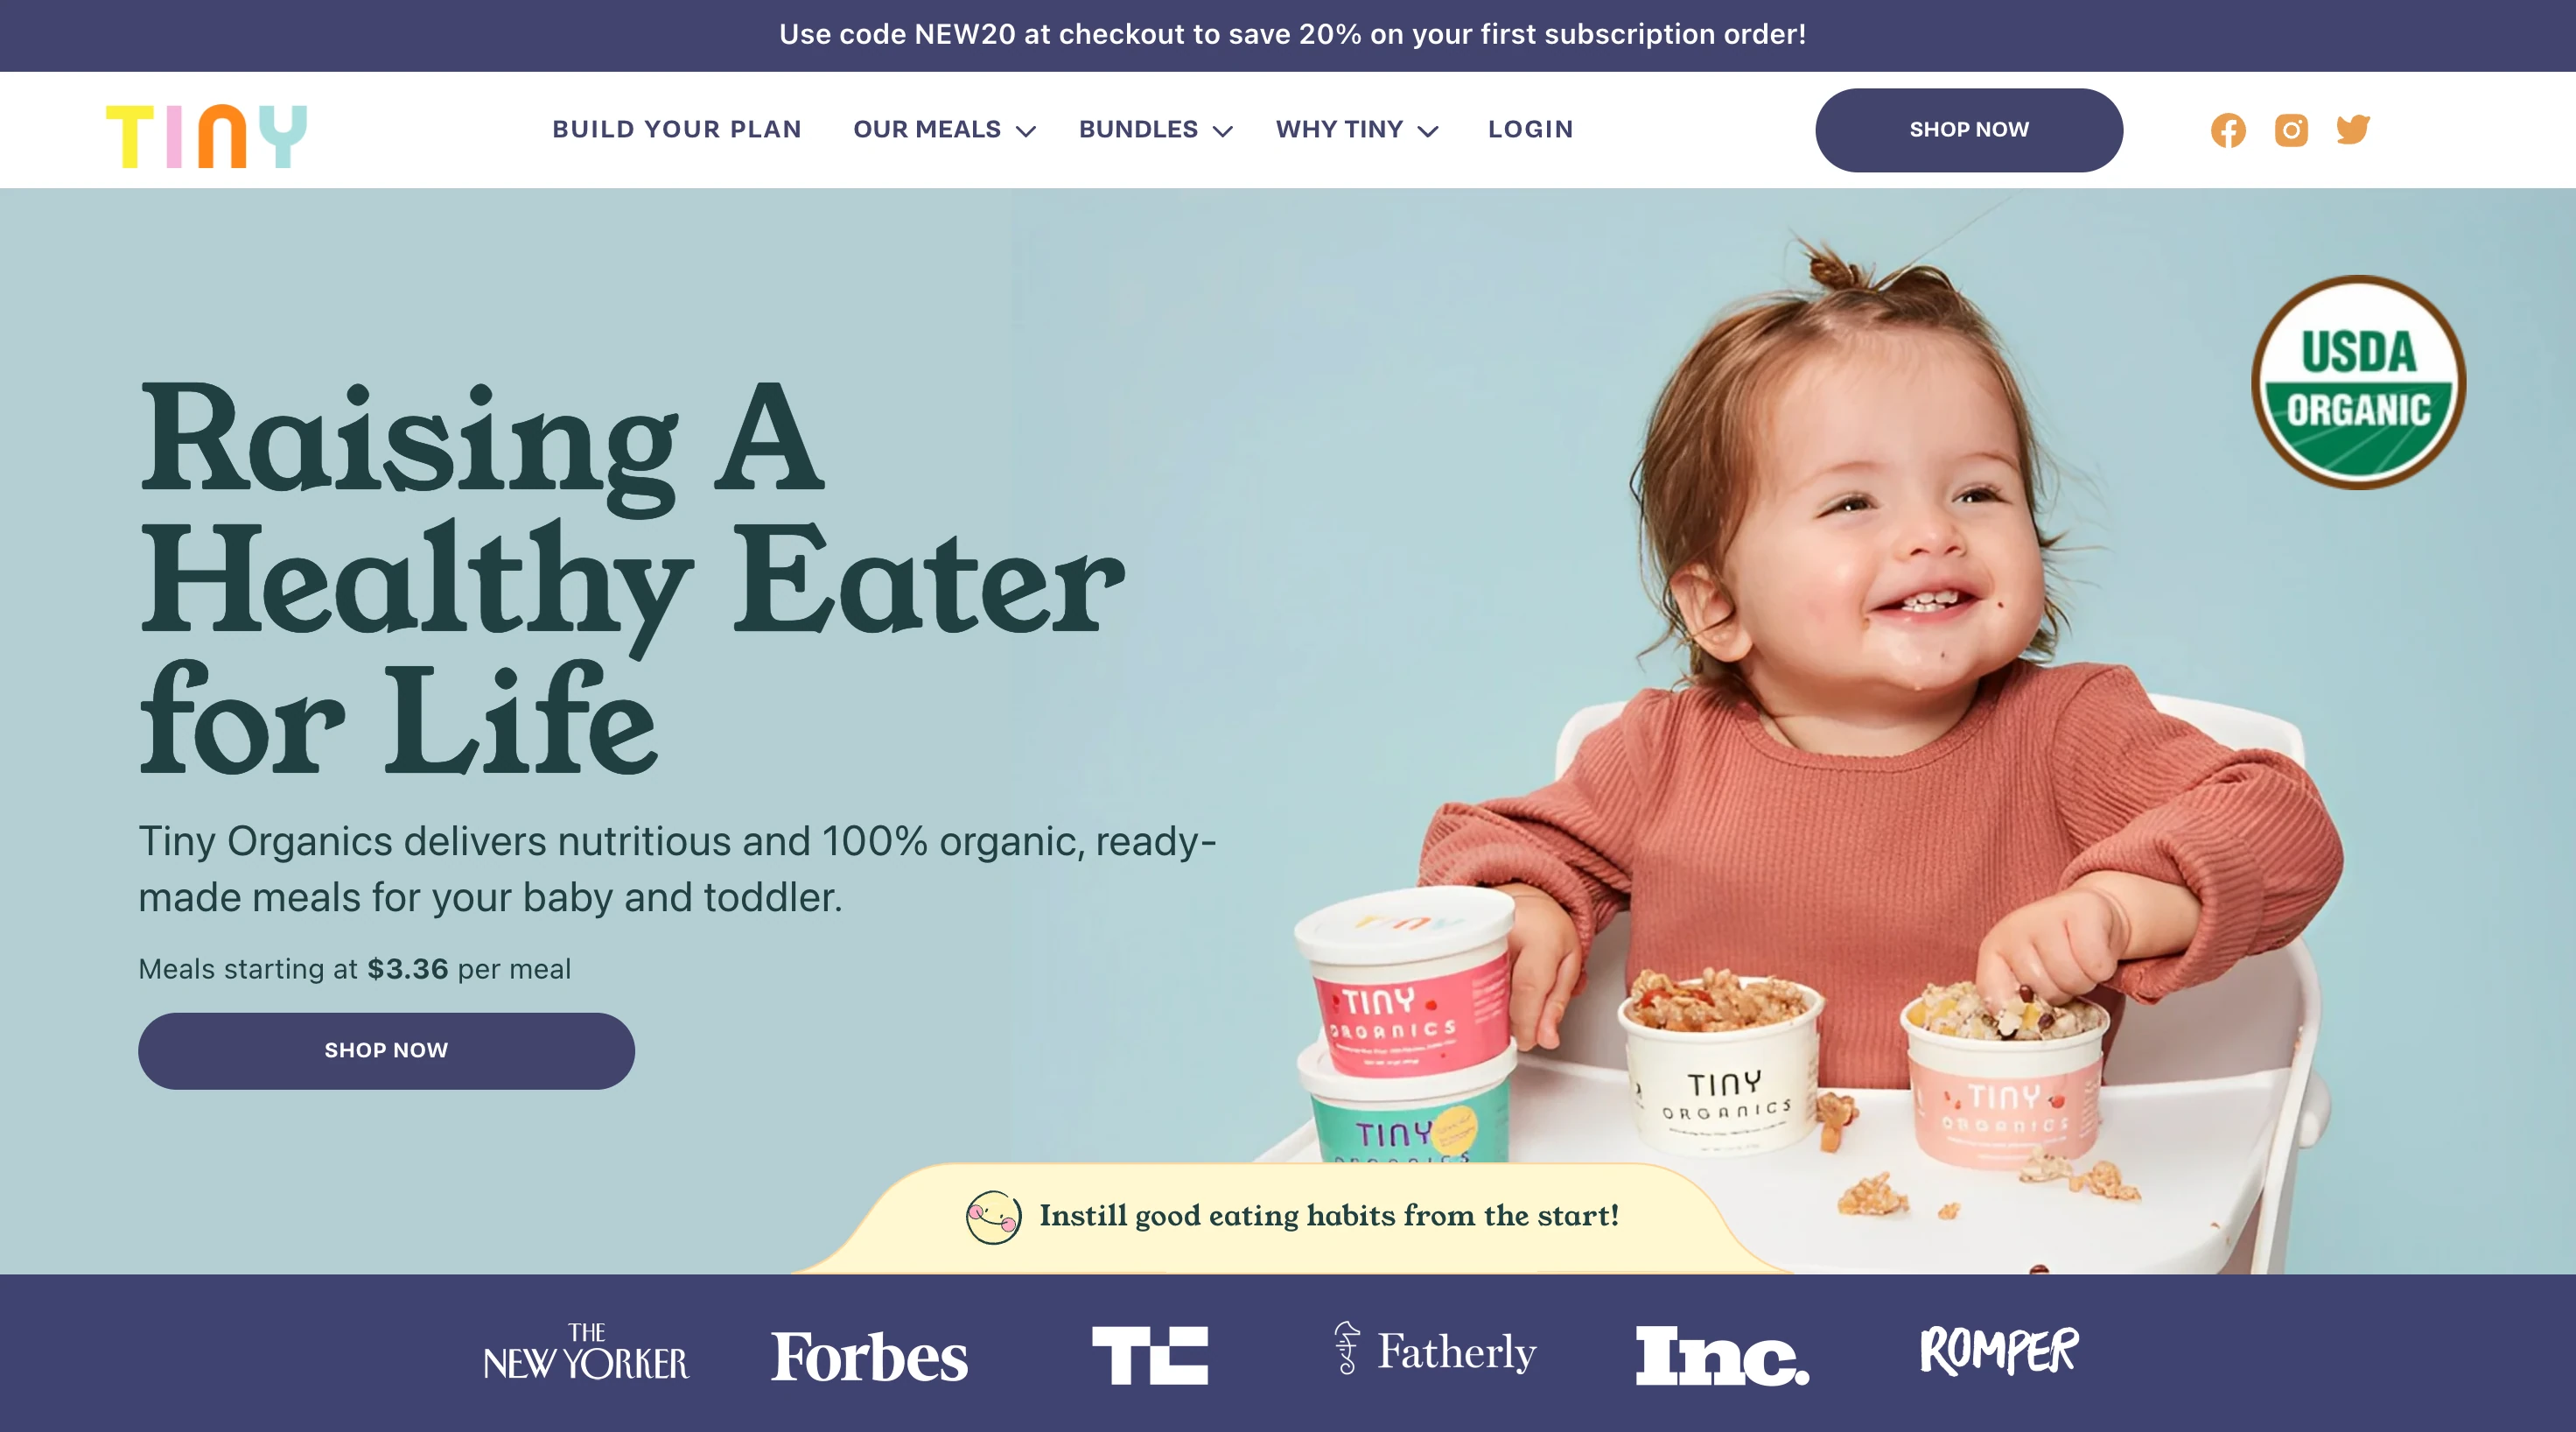 Use code NEW20 at checkout to save 20% on your first subscription order!
TINY
BUILD YOUR PLAN
OUR MEALS
BUNDLES
WHY TINY
LOGIN
SHOP NOW
USDA
ORGANIC
Raising A
Healthy Eater
for Life
Tiny Organics delivers nutritious and 100% organic, ready-
made meals for your baby and toddler.
Meals starting at $3.36 per meal
SHOP NOW
TINY
TINY
ORGANICS
TINY
ORGANICS
TINY
ORGANICS
TINY
ORGANICS
Instill good eating habits from the start!
THE
NEW YORKER
Forbes
TC
Fatherly
Inc.
ROMPER